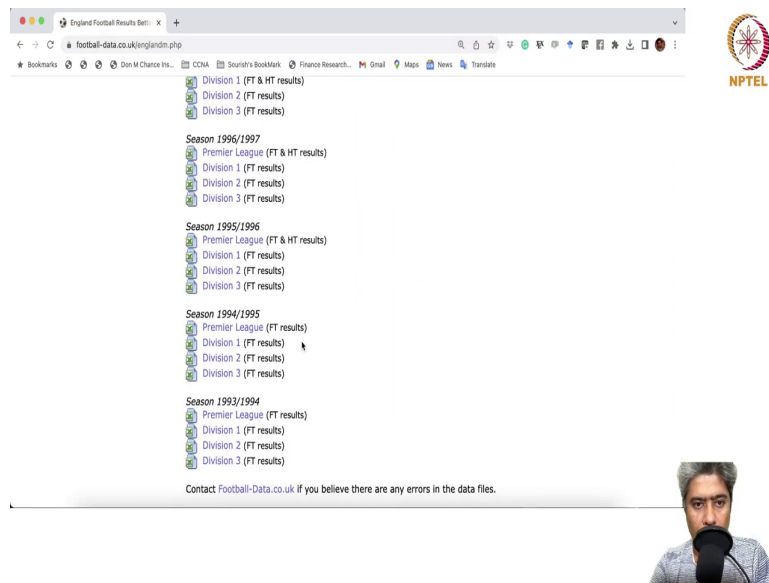 England Football Results Betti
football-data.co.uk/englandm.php
Bookmarks Don M Chance Ins... CCNA Sourish's BookMark Finance Research... Gmail Maps News Translate
NPTEL
Division 1 (FT & HT results)
Division 2 (FT results)
Division 3 (FT results)
Season 1996/1997
Premier League (FT & HT results)
Division 1 (FT results)
Division 2 (FT results)
Division 3 (FT results)
Season 1995/1996
Premier League (FT & HT results)
Division 1 (FT results)
Division 2 (FT results)
Division 3 (FT results)
Season 1994/1995
Premier League (FT results)
Division 1 (FT results)
Division 2 (FT results)
Division 3 (FT results)
Season 1993/1994
Premier League (FT results)
Division 1 (FT results)
Division 2 (FT results)
Division 3 (FT results)
Contact Football-Data.co.uk if you believe there are any errors in the data files.